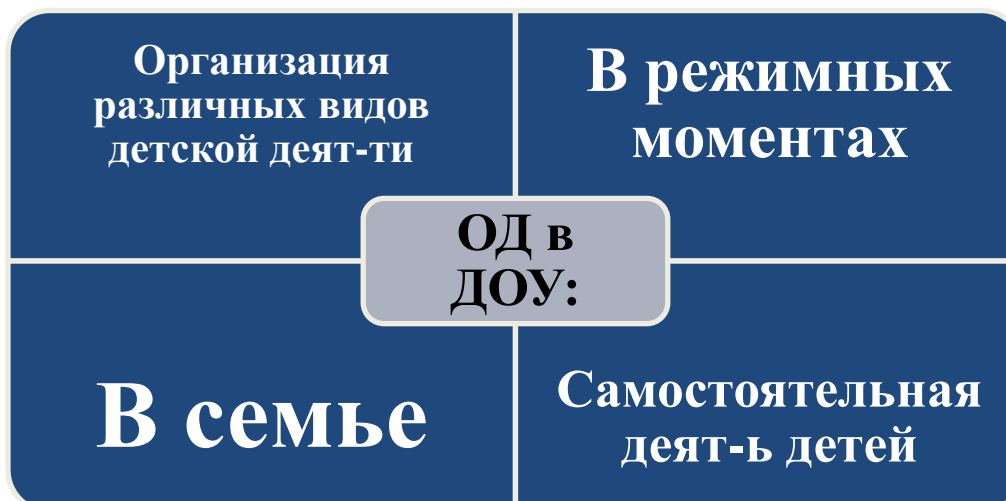 Организация
различных видов
детской деят-ти
В режимных
моментах
ОД в
ДОУ:
В семье
Самостоятельная
деят-ь детей